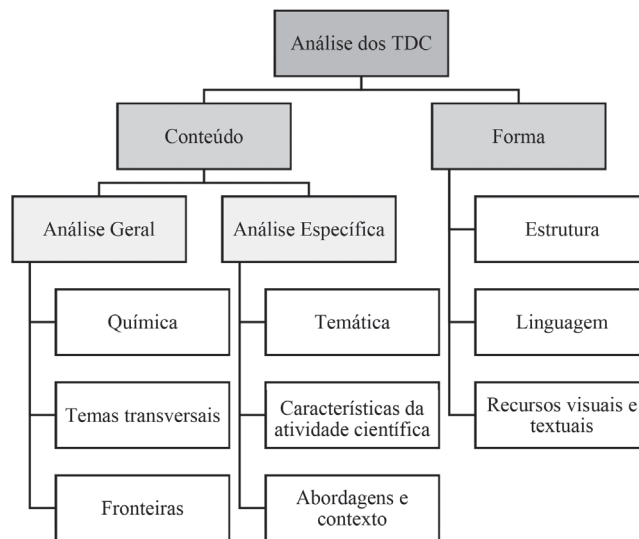 Análise dos TDC
Conteúdo
Forma
Análise Geral
Análise Específica
Estrutura
Química
Temática
Linguagem
Temas transversais
Características da
atividade científica
Recursos visuais e
textuais
Fronteiras
Abordagens e
contexto